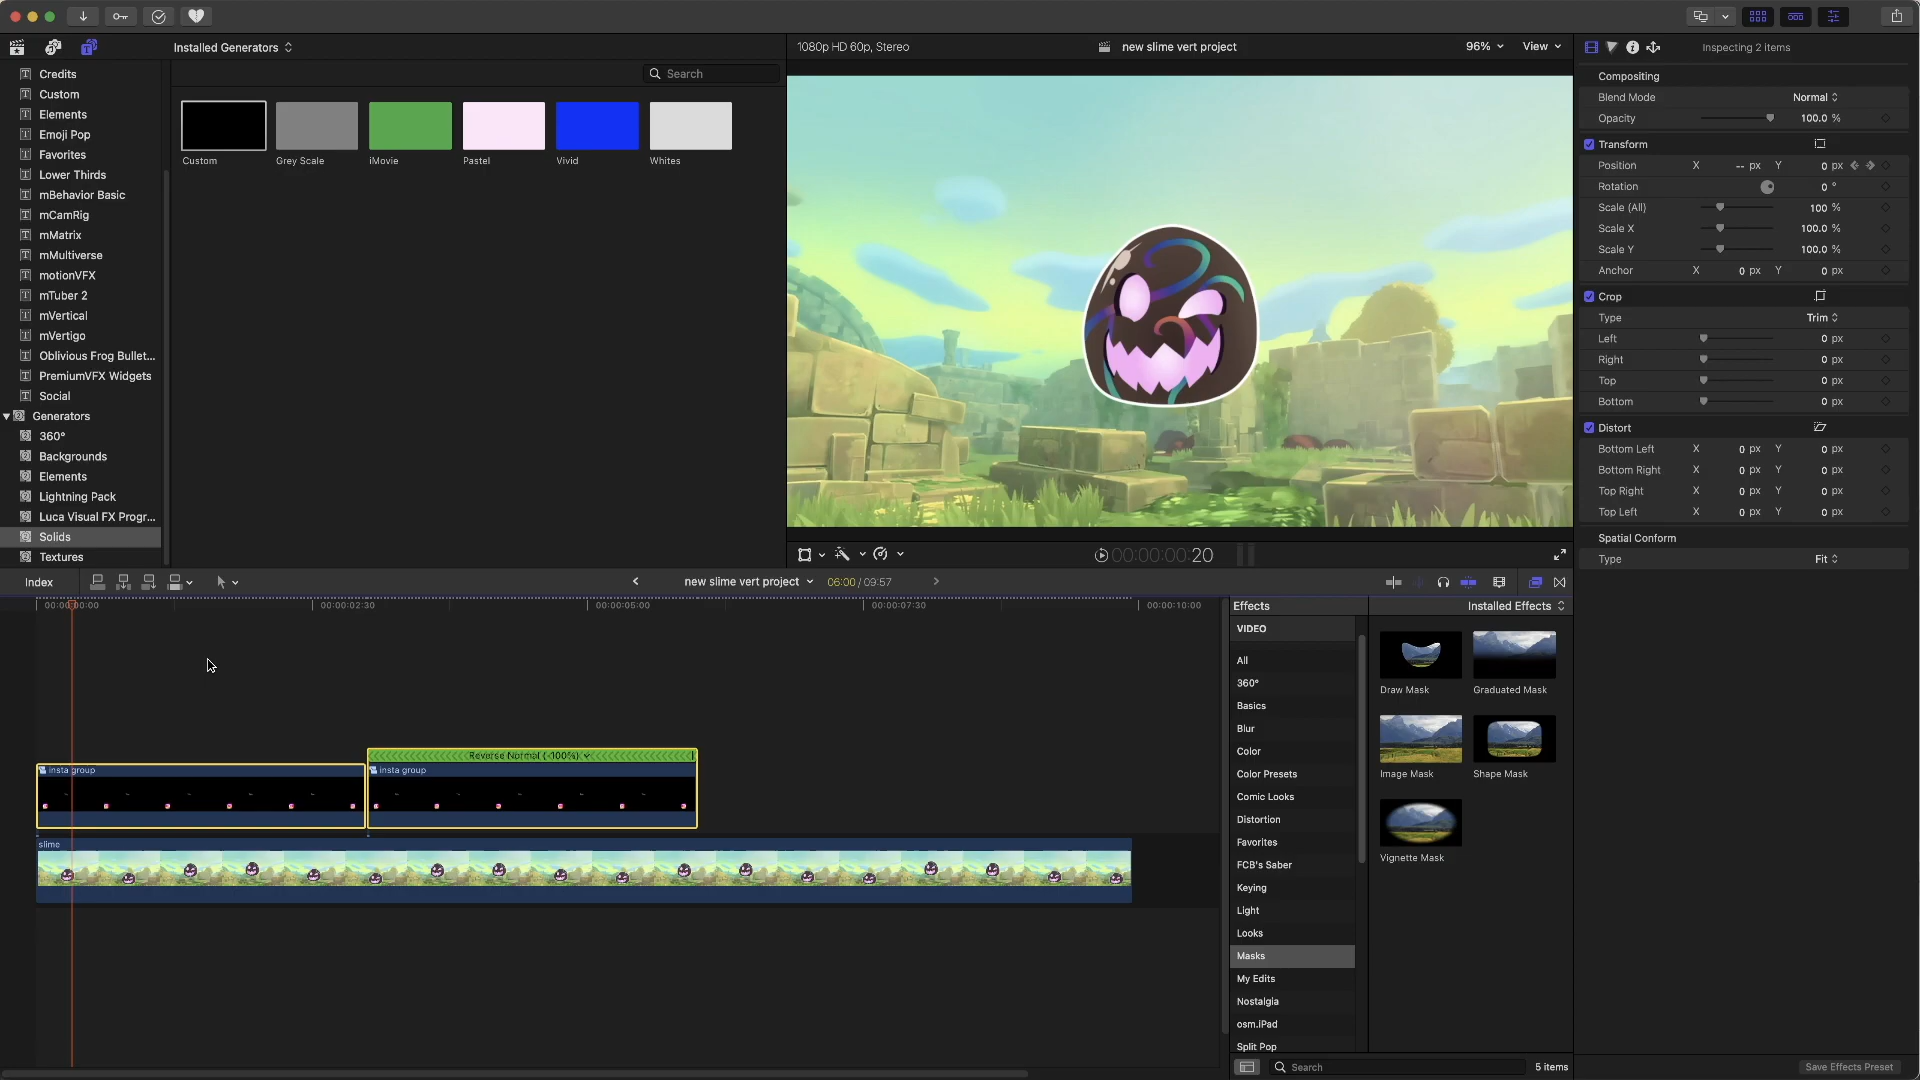 Installed Generators
1080p HD 60p, Stereo
new slime vert project
96%
View
Inspecting 2 items
Search
Credits
Custom
Elements
Emoji Pop
Favorites
Lower Thirds
mBehavior Basic
mCamRig
mMatrix
mMultiverse
motionVFX
mTuber 2
mVertical
mVertigo
Oblivious Frog Bullet...
PremiumVFX Widgets
Social
Generators
360°
Backgrounds
Elements
Lightning Pack
Luca Visual FX Progr...
Solids
Textures
Custom
Grey Scale
iMovie
Pastel
Vivid
Whites
Compositing
Blend Mode Normal
Opacity 100.0 %
Transform
Position X -- px Y 0 px
Rotation 0 °
Scale (All) 100 %
Scale X 100.0 %
Scale Y 100.0 %
Anchor X 0 px Y 0 px
Crop
Type Trim
Left 0 px
Right 0 px
Top 0 px
Bottom 0 px
Distort
Bottom Left X 0 px Y 0 px
Bottom Right X 0 px Y 0 px
Top Right X 0 px Y 0 px
Top Left X 0 px Y 0 px
Spatial Conform
Type Fit
00:00:00:20
Index
new slime vert project
06:00 / 09:57
00:00:00:00
00:00:02:30
00:00:05:00
00:00:07:30
00:00:10:00
Reverse Normal (-100%)
insta group
insta group
slime
Effects
Installed Effects
VIDEO
All
360°
Basics
Blur
Color
Color Presets
Comic Looks
Distortion
Favorites
FCB's Saber
Keying
Light
Looks
Masks
My Edits
Nostalgia
osm.iPad
Split Pop
Draw Mask
Graduated Mask
Image Mask
Shape Mask
Vignette Mask
Search
5 items
Save Effects Preset